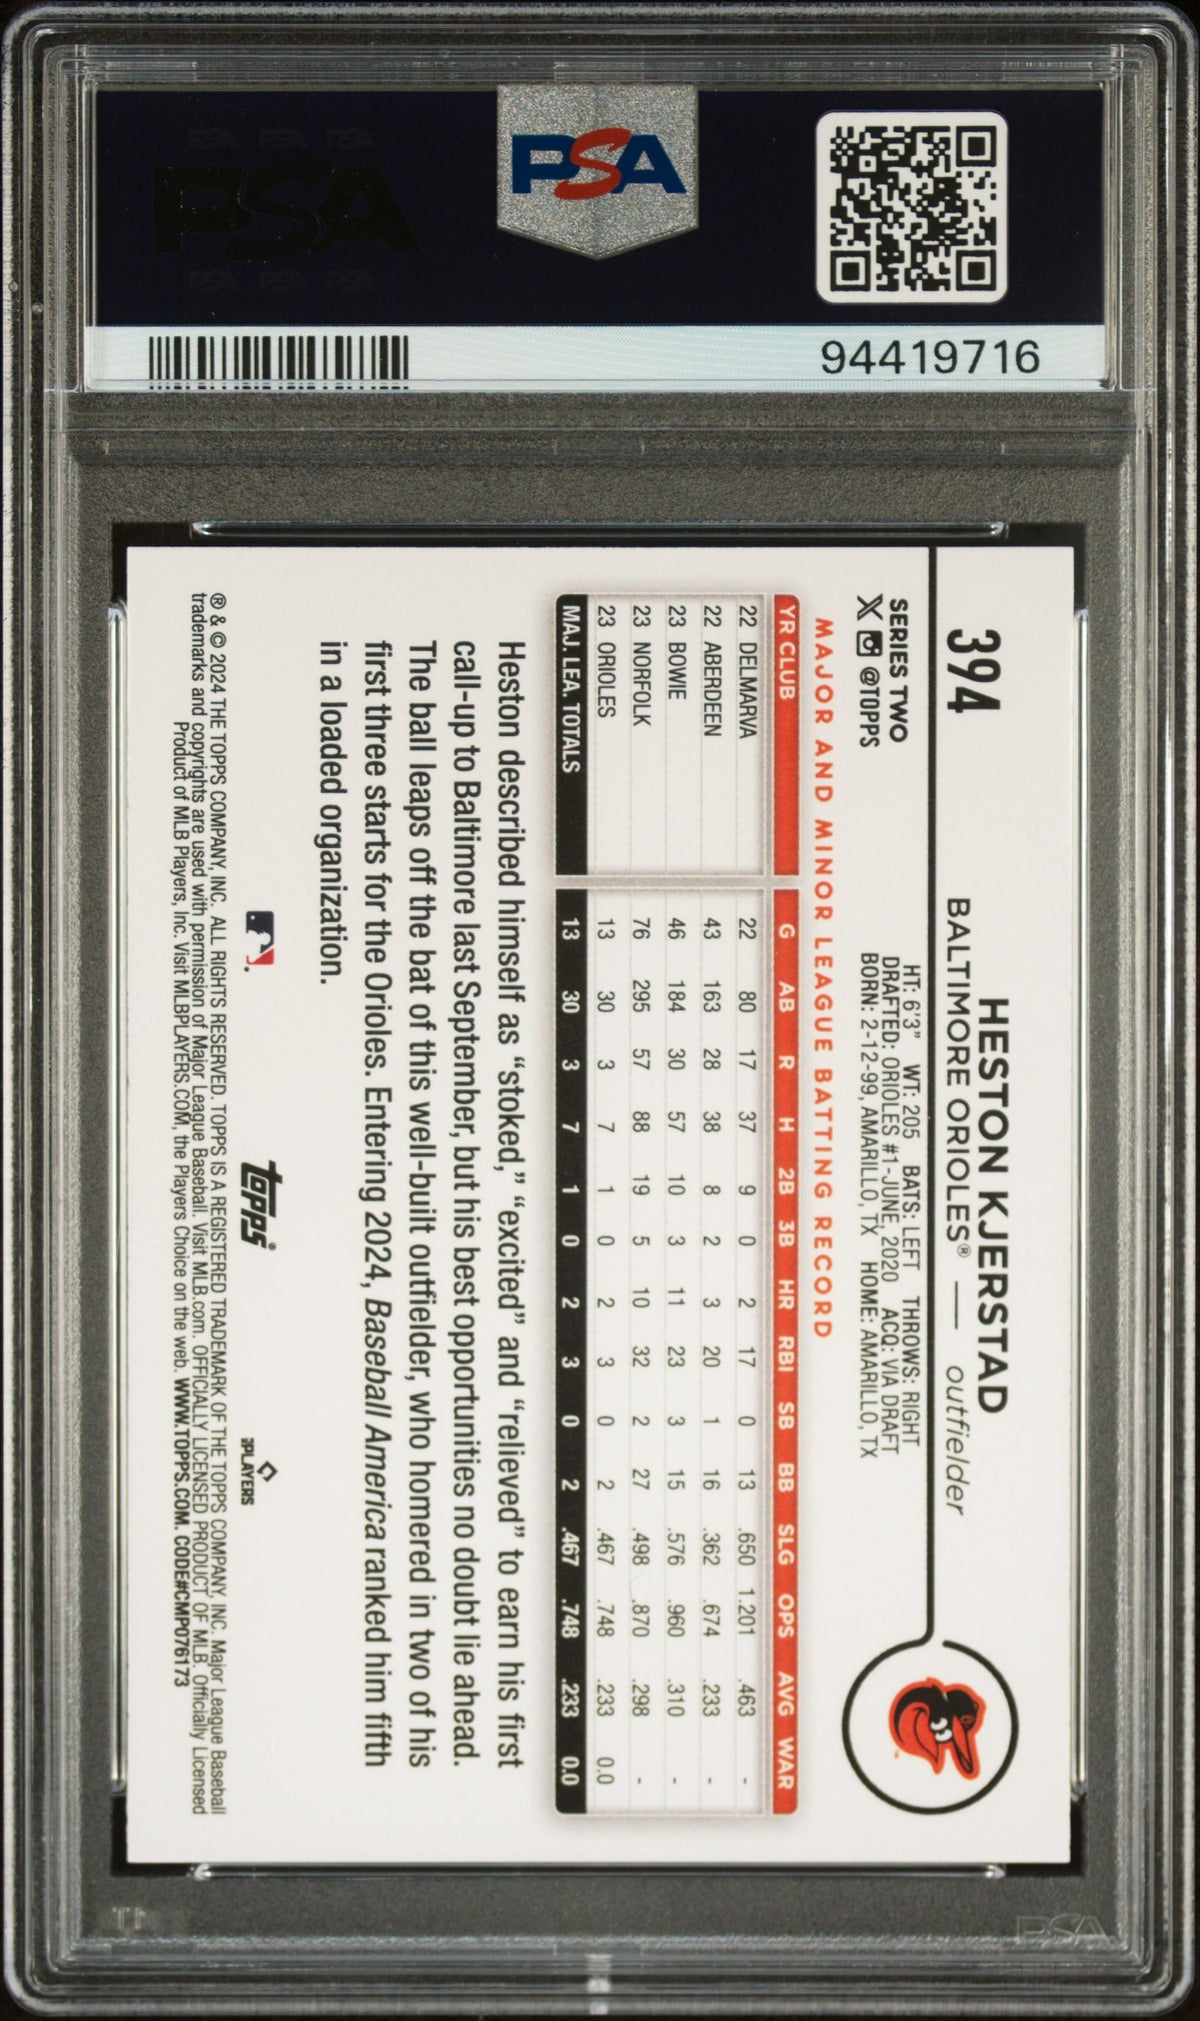 PSA
PSA
94419716
394
HESTON KJERSTAD
BALTIMORE ORIOLES® — outfielder
SERIES TWO
@TOPPS
HT: 6'3" WT: 205 BATS: LEFT THROWS: RIGHT
DRAFTED: ORIOLES #1-JUNE, 2020 ACQ: VIA DRAFT
BORN: 2-12-99, AMARILLO, TX HOME: AMARILLO, TX
MAJOR AND MINOR LEAGUE BATTING RECORD
YR CLUB G AB R H 2B 3B HR RBI SB BB SLG OPS AVG WAR
22 DELMARVA 22 80 17 37 9 0 2 17 0 13 .650 1.201 .463 -
22 ABERDEEN 43 163 28 38 8 2 3 20 1 16 .362 .674 .233 -
23 BOWIE 46 184 30 57 10 3 11 23 3 15 .576 .960 .310 -
23 NORFOLK 76 295 57 88 19 5 10 32 2 27 .498 .870 .298 -
23 ORIOLES 13 30 3 7 1 0 2 3 0 2 .467 .748 .233 0.0
MAJ. LEA. TOTALS 13 30 3 7 1 0 2 3 0 2 .467 .748 .233 0.0
Heston described himself as "stoked," "excited" and "relieved" to earn his first
call-up to Baltimore last September, but his best opportunities no doubt lie ahead.
The ball leaps off the bat of this well-built outfielder, who homered in two of his
first three starts for the Orioles. Entering 2024, Baseball America ranked him fifth
in a loaded organization.
topps®
PLAYERS
® & © 2024 THE TOPPS COMPANY, INC. ALL RIGHTS RESERVED. TOPPS IS A REGISTERED TRADEMARK OF THE TOPPS COMPANY, INC. Major League Baseball
trademarks and copyrights are used with permission of Major League Baseball. Visit MLB.com. OFFICIALLY LICENSED PRODUCT OF MLB Officially Licensed
Product of MLB Players, Inc. Visit MLBPLAYERS.COM, the Players Choice on the web. WWW.TOPPS.COM. CODE#CMP076173
PSA